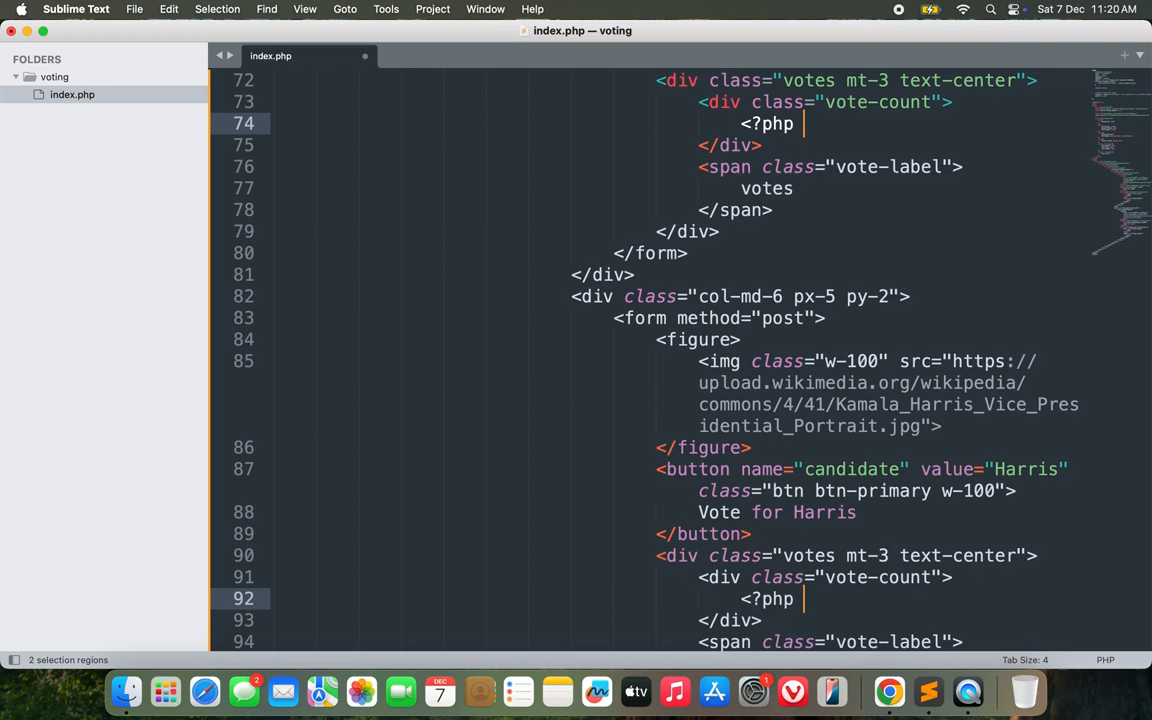 Sublime Text File Edit Selection Find View Goto Tools Project Window Help Sat 7 Dec 11:20 AM
index.php — voting
FOLDERS
voting
index.php
index.php
72 <div class="votes mt-3 text-center">
73 <div class="vote-count">
74 <?php
75 </div>
76 <span class="vote-label">
77 votes
78 </span>
79 </div>
80 </form>
81 </div>
82 <div class="col-md-6 px-5 py-2">
83 <form method="post">
84 <figure>
85 <img class="w-100" src="https://
upload.wikimedia.org/wikipedia/
commons/4/41/Kamala_Harris_Vice_Pres
idential_Portrait.jpg">
86 </figure>
87 <button name="candidate" value="Harris"
class="btn btn-primary w-100">
88 Vote for Harris
89 </button>
90 <div class="votes mt-3 text-center">
91 <div class="vote-count">
92 <?php
93 </div>
94 <span class="vote-label">
2 selection regions Tab Size: 4 PHP
2
DEC
7
tv
1